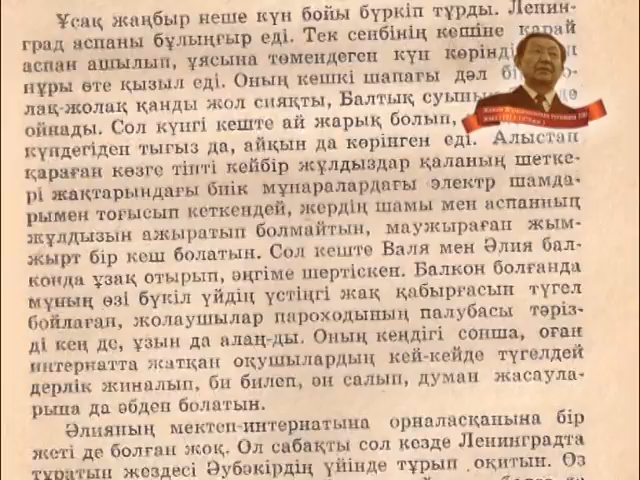 Ұсақ жаңбыр неше күн бойы бүркіп тұрды. Ленин-
град аспаны бұлыңғыр еді. Тек сенбінің кешіне қарай
аспан ашылып, ұясына төмендеген күн көрінді
нұры өте қызыл еді. Оның кешкі шапағы дәл
лақ-жолақ қанды жол сияқты, Балтық суының
ойнады. Сол күнгі кеште ай жарық болып,
күндегіден тығыз да, айқын да көрінген еді. Алыстан
қараған көзге тіпті кейбір жұлдыздар қаланың шетке-
рі жақтарындағы биік мұнаралардағы электр шамда-
рымен тоғысып кеткендей, жердің шамы мен аспанның
жұлдызын ажыратып болмайтын, маужыраған жым-
жырт бір кеш болатын. Сол кеште Валя мен Әлия бал-
конда ұзақ отырып, әңгіме шертіскен. Балкон болғанда
мұның өзі бүкіл үйдің үстіңгі жақ қабырғасын түгел
бойлаған, жолаушылар пароходының палубасы тәріз-
ді кең де, ұзын да алаң-ды. Оның кеңдігі сонша, оған
интернатта жатқан оқушылардың кей-кейде түгелдей
дерлік жиналып, би билеп, ән салып, думан жасаула-
рына да әбден болатын.
Әлияның мектеп-интернатына орналасқанына бір
жеті де болған жоқ. Ол сабақты сол кезде Ленинградта
тұратын жездесі Әубәкірдің үйінде тұрып оқитын. Өз